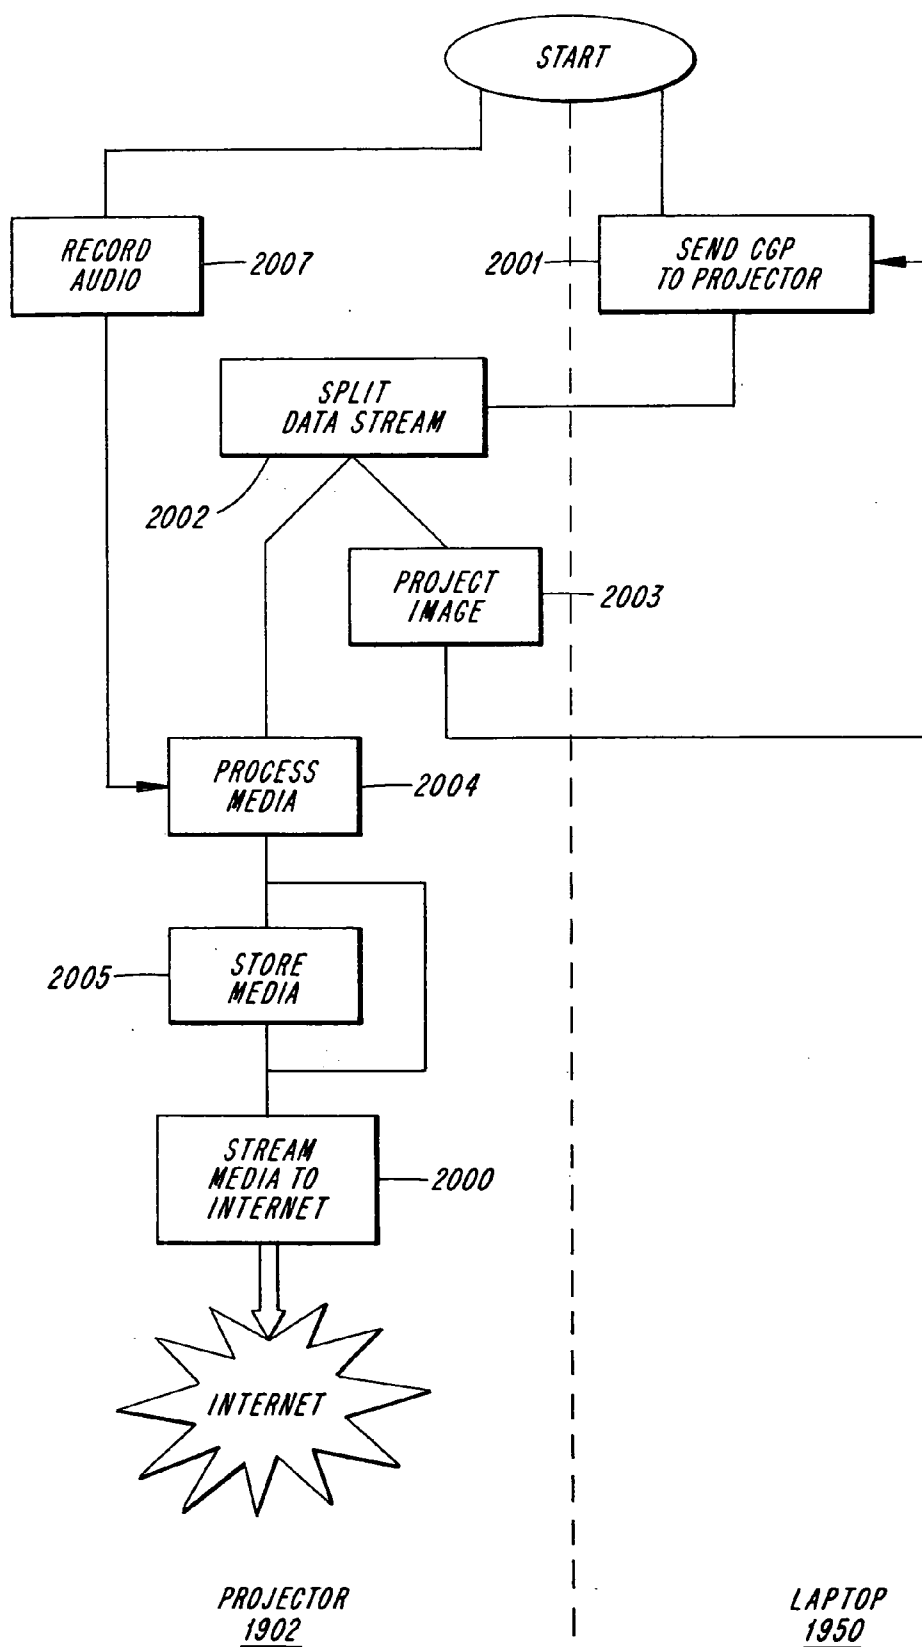 START
RECORD
AUDIO
2007
2001
SEND CGP
TO PROJECTOR
SPLIT
DATA STREAM
2002
PROJECT
IMAGE
2003
PROCESS
MEDIA
2004
2005
STORE
MEDIA
STREAM
MEDIA TO
INTERNET
2000
INTERNET
PROJECTOR
1902
LAPTOP
1950